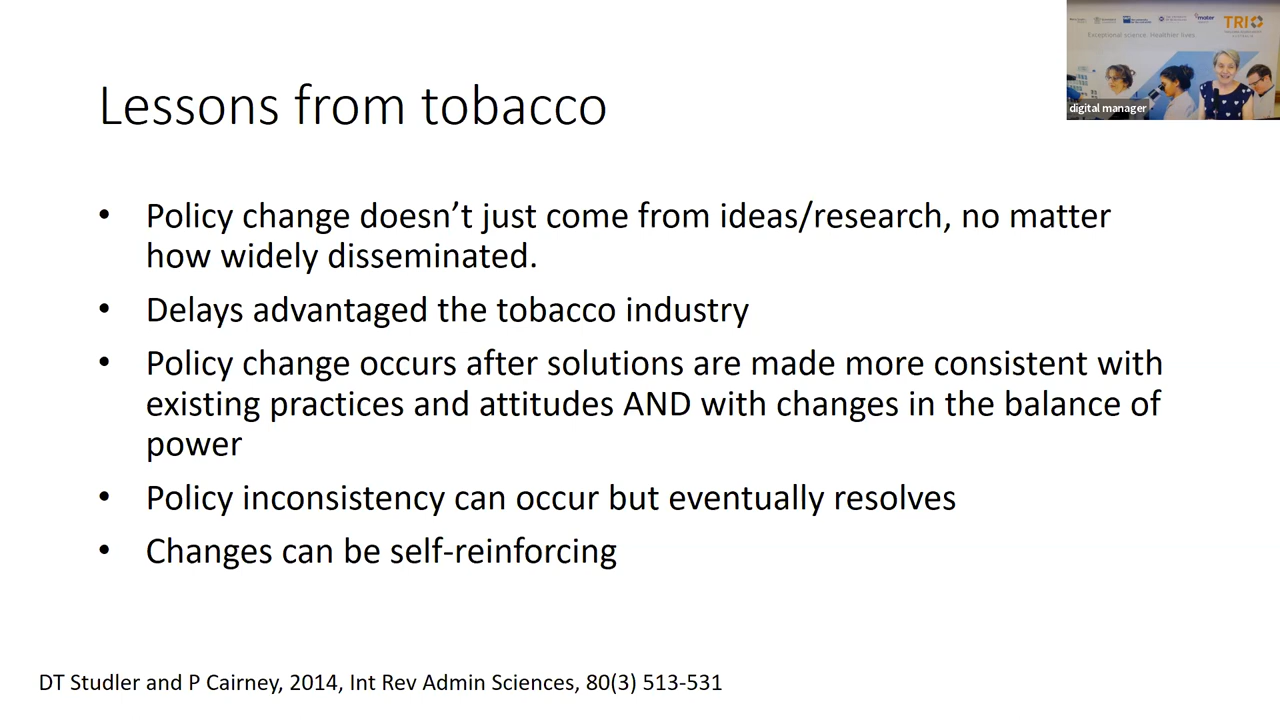 Lessons from tobacco
• Policy change doesn’t just come from ideas/research, no matter
how widely disseminated.
• Delays advantaged the tobacco industry
• Policy change occurs after solutions are made more consistent with
existing practices and attitudes AND with changes in the balance of
power
• Policy inconsistency can occur but eventually resolves
• Changes can be self-reinforcing
DT Studler and P Cairney, 2014, Int Rev Admin Sciences, 80(3) 513-531
mater
TRI
Exceptional science. Healthier lives.
digital manager